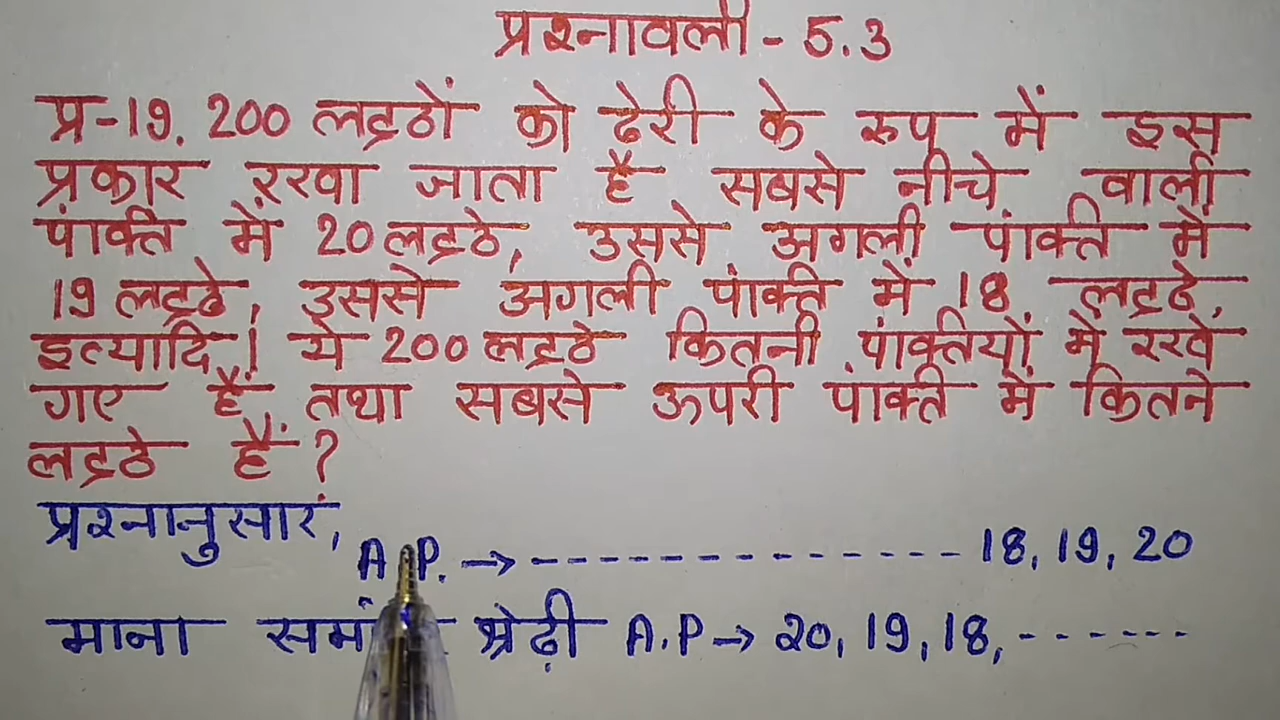 प्रश्नावली - 5.3
प्र-19. 200 लट्ठों को ढेरी के रुप में इस
प्रकार रखा जाता है सबसे नीचे वाली
पंक्ति में 20 लट्ठे, उससे अगली पंक्ति में
19 लट्ठे, उससे अगली पंक्ति में 18 लट्ठे,
इत्यादि। ये 200 लट्ठे कितनी पंक्तियों में रखे
गए हैं तथा सबसे ऊपरी पंक्ति में कितने
लट्ठे हैं ?
प्रश्नानुसार,
A.P. → - - - - - - - - - - - - - 18, 19, 20
माना श्रेढ़ी A.P → 20, 19, 18, - - - - - -